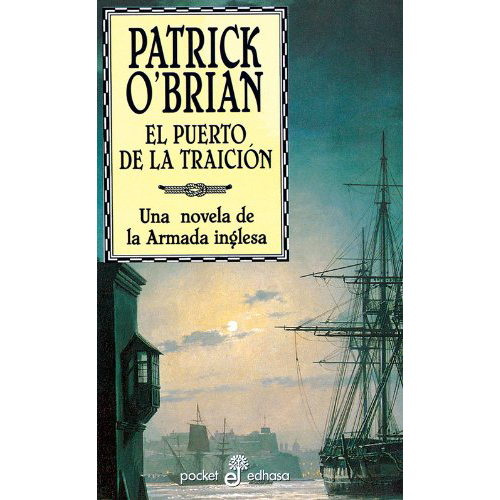 PATRICK
O'BRIAN
EL PUERTO
DE LA TRAICIÓN
Una novela de
la Armada inglesa
pocket edhasa